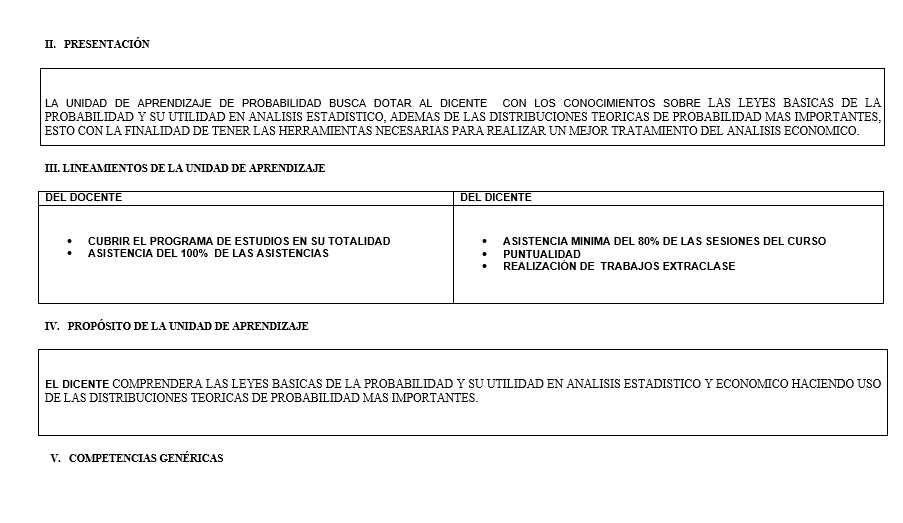 II. PRESENTACIÓN
LA UNIDAD DE APRENDIZAJE DE PROBABILIDAD BUSCA DOTAR AL DICENTE CON LOS CONOCIMIENTOS SOBRE LAS LEYES BASICAS DE LA
PROBABILIDAD Y SU UTILIDAD EN ANALISIS ESTADISTICO, ADEMAS DE LAS DISTRIBUCIONES TEORICAS DE PROBABILIDAD MAS IMPORTANTES,
ESTO CON LA FINALIDAD DE TENER LAS HERRAMIENTAS NECESARIAS PARA REALIZAR UN MEJOR TRATAMIENTO DEL ANALISIS ECONOMICO.
III. LINEAMIENTOS DE LA UNIDAD DE APRENDIZAJE
DEL DOCENTE
• CUBRIR EL PROGRAMA DE ESTUDIOS EN SU TOTALIDAD
• ASISTENCIA DEL 100% DE LAS ASISTENCIAS
DEL DICENTE
• ASISTENCIA MINIMA DEL 80% DE LAS SESIONES DEL CURSO
• PUNTUALIDAD
• REALIZACIÓN DE TRABAJOS EXTRACLASE
IV. PROPÓSITO DE LA UNIDAD DE APRENDIZAJE
EL DICENTE COMPRENDERA LAS LEYES BASICAS DE LA PROBABILIDAD Y SU UTILIDAD EN ANALISIS ESTADISTICO Y ECONOMICO HACIENDO USO
DE LAS DISTRIBUCIONES TEORICAS DE PROBABILIDAD MAS IMPORTANTES.
V. COMPETENCIAS GENÉRICAS